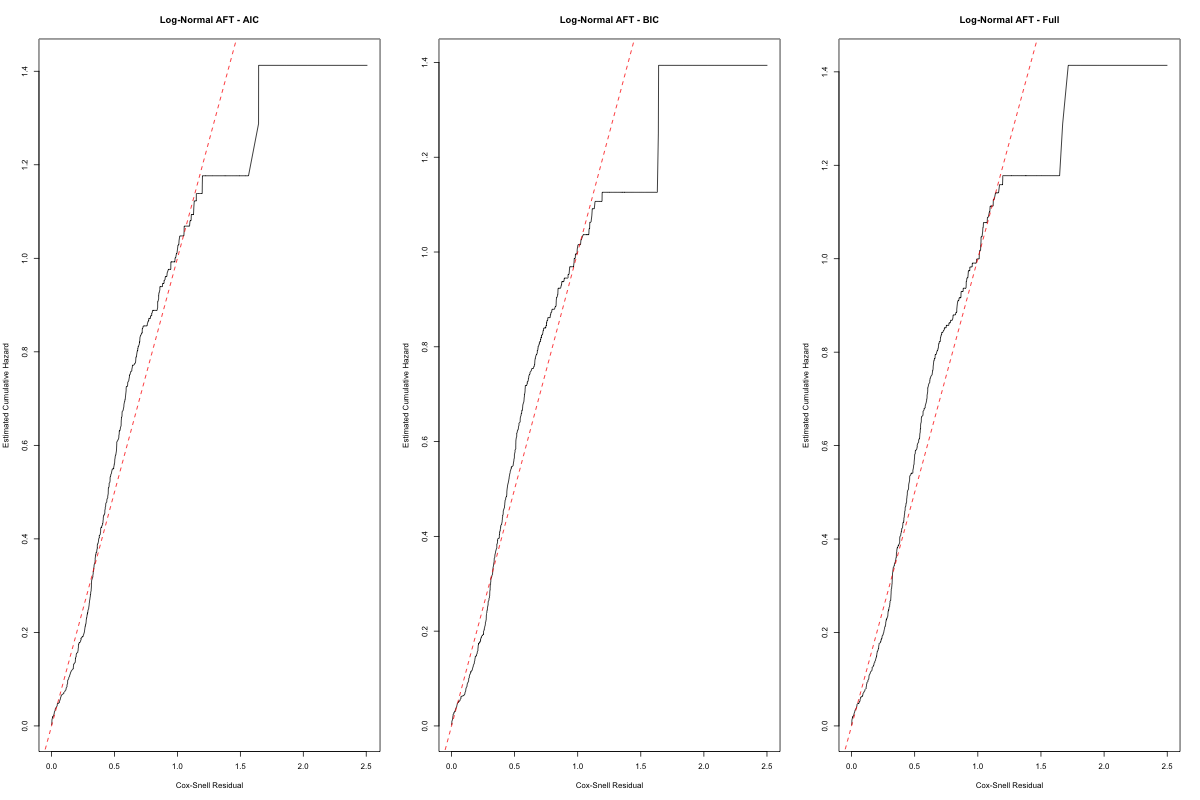 Log-Normal AFT - AIC
Estimated Cumulative Hazard
1.4
1.2
1.0
0.8
0.6
0.4
0.2
0.0
0.0 0.5 1.0 1.5 2.0 2.5
Cox-Snell Residual
Log-Normal AFT - BIC
Estimated Cumulative Hazard
1.4
1.2
1.0
0.8
0.6
0.4
0.2
0.0
0.0 0.5 1.0 1.5 2.0 2.5
Cox-Snell Residual
Log-Normal AFT - Full
Estimated Cumulative Hazard
1.4
1.2
1.0
0.8
0.6
0.4
0.2
0.0
0.0 0.5 1.0 1.5 2.0 2.5
Cox-Snell Residual